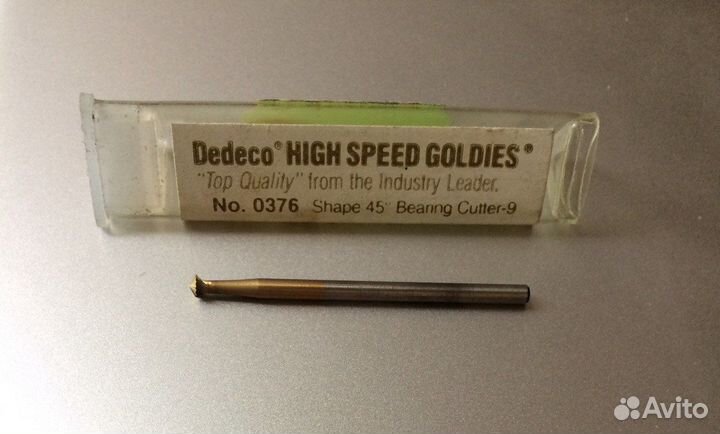 Dedeco® HIGH SPEED GOLDIES®
"Top Quality" from the Industry Leader.
No. 0376 Shape 45° Bearing Cutter-9
Avito